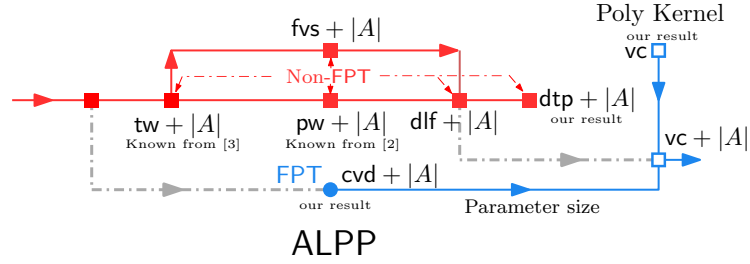 fvs + |A|
Poly Kernel
our result
vc
Non-FPT
tw + |A|
Known from [3]
pw + |A|
Known from [2]
dlf + |A|
dtp + |A|
our result
vc + |A|
FPT
cvd + |A|
our result
Parameter size
ALPP